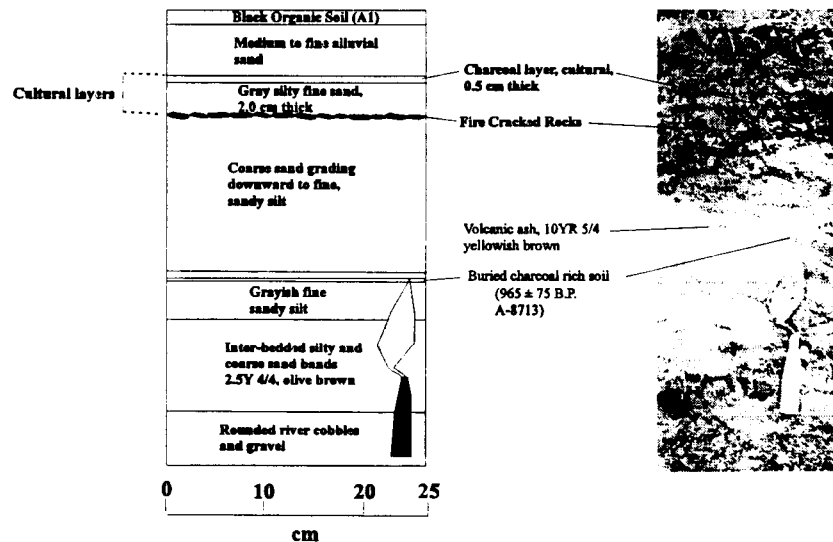 Black Organic Soil (A1)
Medium to fine alluvial
sand
Cultural layers
Charcoal layer, cultural,
0.5 cm thick
Gray silty fine sand,
2.0 cm thick
Fire Cracked Rocks
Coarse sand grading
downward to fine,
sandy silt
Volcanic ash, 10YR 5/4
yellowish brown
Buried charcoal rich soil
(965 ± 75 B.P.
A-8713)
Grayish fine
sandy silt
Inter-bedded silty and
coarse sand bands
2.5Y 4/4, olive brown
Rounded river cobbles
and gravel
0 10 20 25
cm